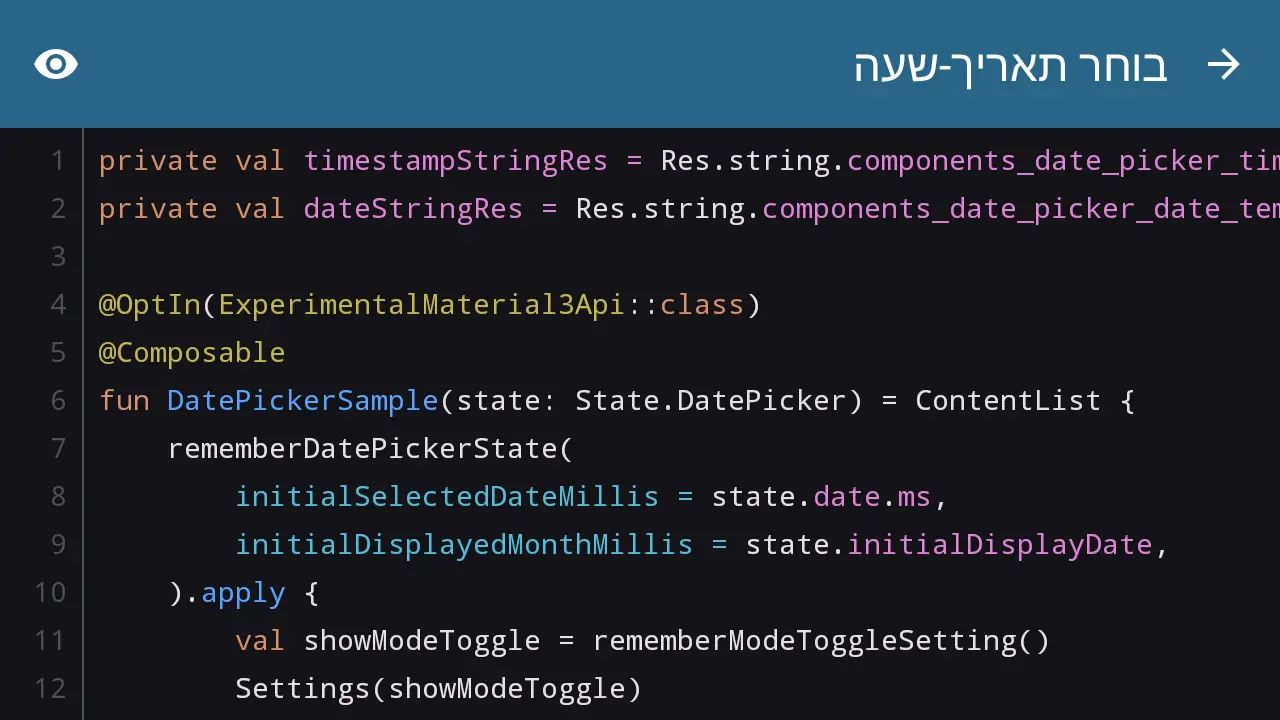 בוחר תאריך-שעה
1 private val timestampStringRes = Res.string.components_date_picker_tim
2 private val dateStringRes = Res.string.components_date_picker_date_tem
3
4 @OptIn(ExperimentalMaterial3Api::class)
5 @Composable
6 fun DatePickerSample(state: State.DatePicker) = ContentList {
7     rememberDatePickerState(
8         initialSelectedDateMillis = state.date.ms,
9         initialDisplayedMonthMillis = state.initialDisplayDate,
10     ).apply {
11         val showModeToggle = rememberModeToggleSetting()
12         Settings(showModeToggle)